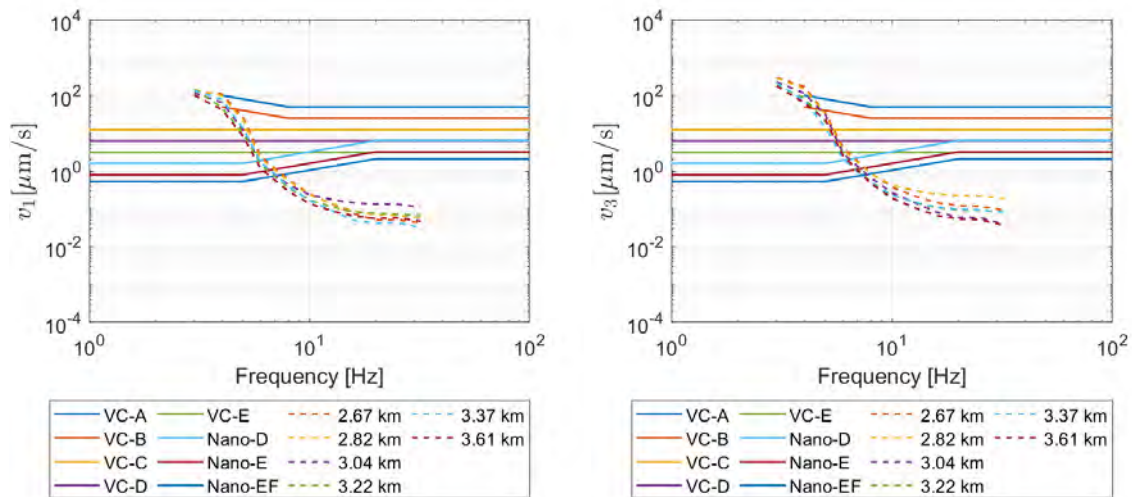 10^4
10^2
10^0
10^-2
10^-4
v_1[μm/s]
10^0
10^1
10^2
Frequency [Hz]
VC-A
VC-E
2.67 km
3.37 km
VC-B
Nano-D
2.82 km
3.61 km
VC-C
Nano-E
3.04 km
VC-D
Nano-EF
3.22 km
10^4
10^2
10^0
10^-2
10^-4
v_3[μm/s]
10^0
10^1
10^2
Frequency [Hz]
VC-A
VC-E
2.67 km
3.37 km
VC-B
Nano-D
2.82 km
3.61 km
VC-C
Nano-E
3.04 km
VC-D
Nano-EF
3.22 km